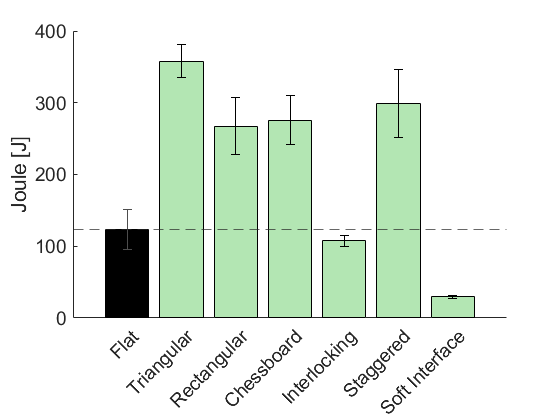 400
300
200
100
0
Joule [J]
Flat
Triangular
Rectangular
Chessboard
Interlocking
Staggered
Soft Interface